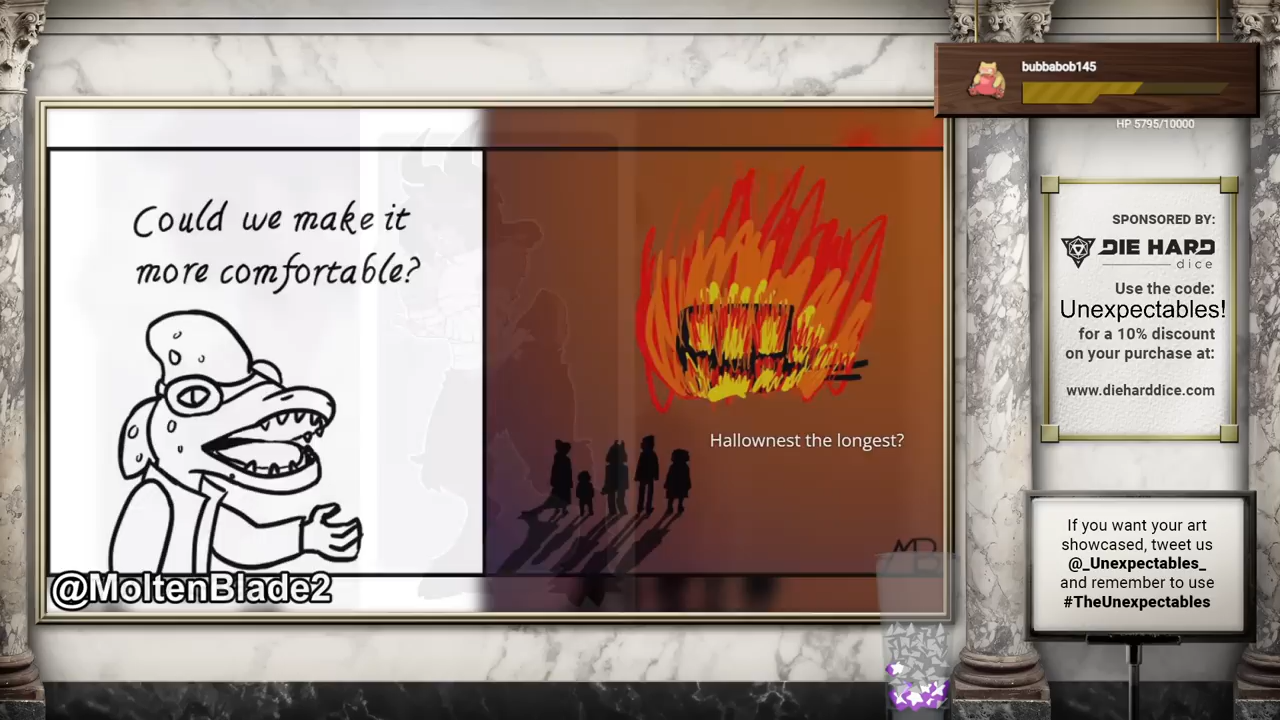 bubbabob145
HP 5795/10000
Could we make it
more comfortable?
Hallownest the longest?
MB
@MoltenBlade2
SPONSORED BY:
DIE HARD
dice
Use the code:
Unexpectables!
for a 10% discount
on your purchase at:
www.dieharddice.com
If you want your art
showcased, tweet us
@_Unexpectables_
and remember to use
#TheUnexpectables